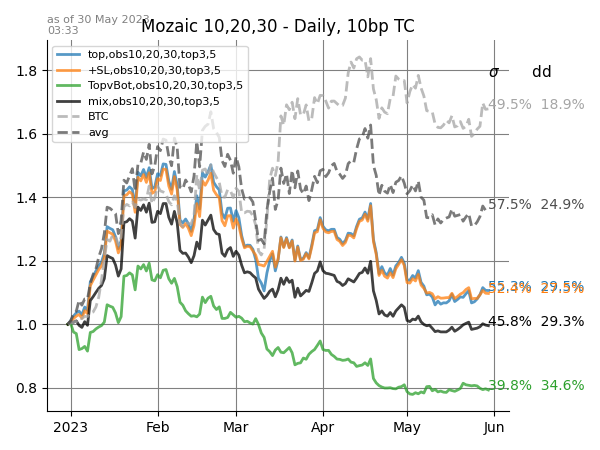 as of 30 May 2023
03:33
Mozaic 10,20,30 - Daily, 10bp TC
top,obs10,20,30,top3,5
+SL,obs10,20,30,top3,5
TopvBot,obs10,20,30,top3,5
mix,obs10,20,30,top3,5
BTC
avg
σ dd
49.5% 18.9%
57.5% 24.9%
29.5%
45.8% 29.3%
39.8% 34.6%
1.8
1.6
1.4
1.2
1.0
0.8
2023 Feb Mar Apr May Jun